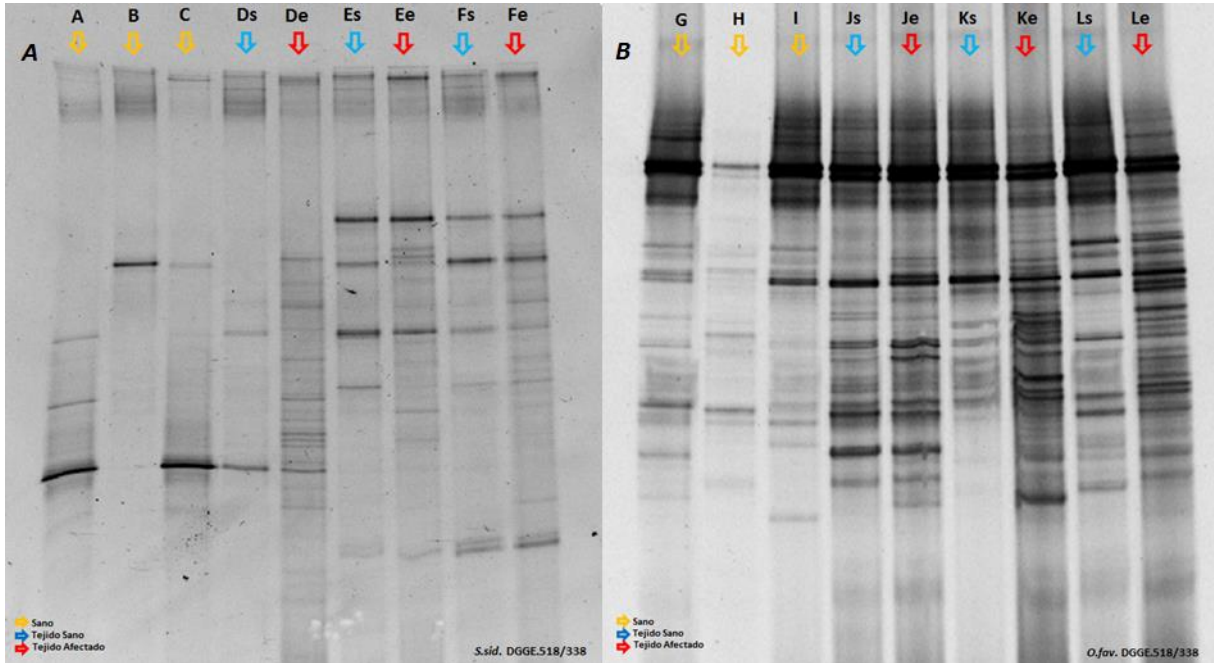 A B C Ds De Es Ee Fs Fe
A
Sano
Tejido Sano
Tejido Afectado
S.sid. DGGE.518/338
G H I Js Je Ks Ke Ls Le
B
Sano
Tejido Sano
Tejido Afectado
O.fav. DGGE.518/338